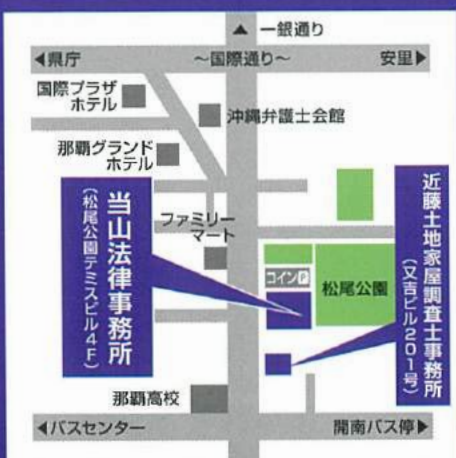 ▲ 一銀通り
◀県庁
～国際通り～
安里▶
国際プラザ
ホテル
沖縄弁護士会館
那覇グランド
ホテル
ファミリー
マート
当山法律事務所
（松尾公園テミスビル4F）
コインP
松尾公園
近藤土地家屋調査士事務所
（又吉ビル201号）
那覇高校
◀バスセンター
開南バス停▶